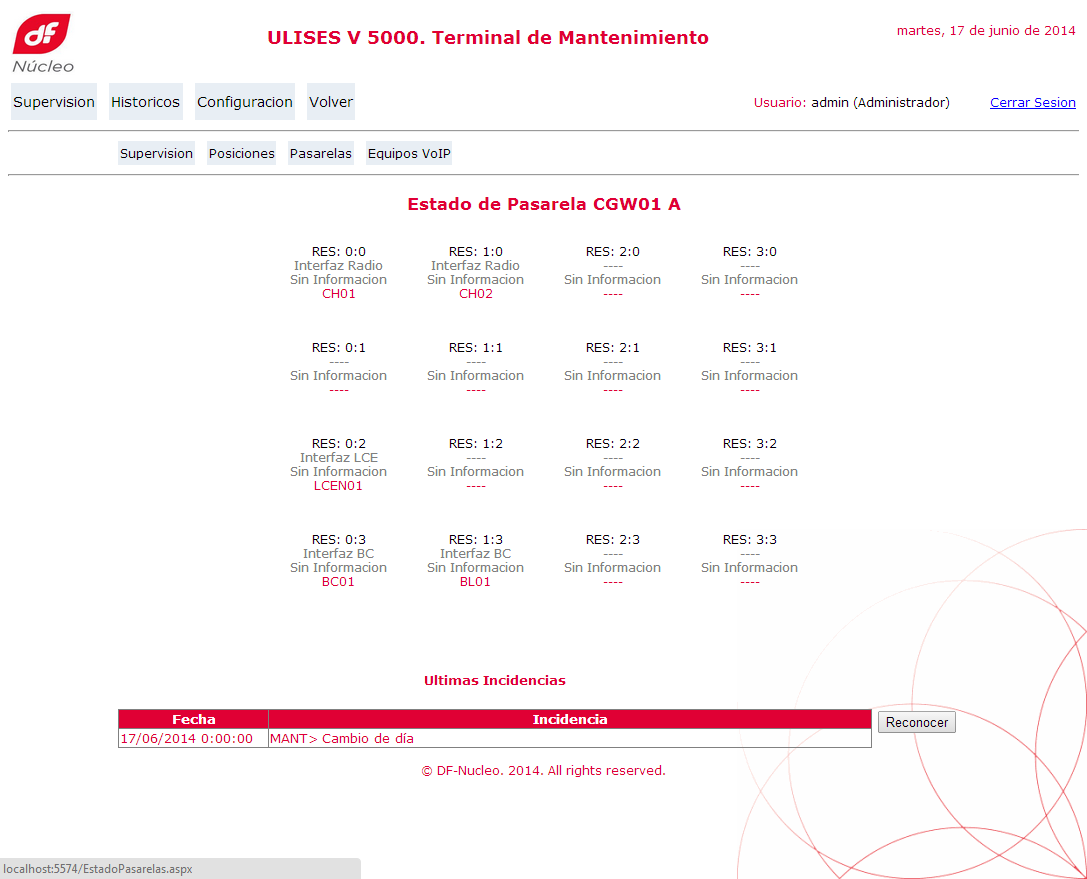 df
Núcleo
ULISES V 5000. Terminal de Mantenimiento
martes, 17 de junio de 2014
Supervision Historicos Configuracion Volver
Usuario: admin (Administrador) Cerrar Sesion
Supervision Posiciones Pasarelas Equipos VoIP
Estado de Pasarela CGW01 A
RES: 0:0 RES: 1:0 RES: 2:0 RES: 3:0
Interfaz Radio Interfaz Radio ---- ----
Sin Informacion Sin Informacion Sin Informacion Sin Informacion
CH01 CH02 ---- ----
RES: 0:1 RES: 1:1 RES: 2:1 RES: 3:1
---- ---- ---- ----
Sin Informacion Sin Informacion Sin Informacion Sin Informacion
---- ---- ---- ----
RES: 0:2 RES: 1:2 RES: 2:2 RES: 3:2
Interfaz LCE ---- ---- ----
Sin Informacion Sin Informacion Sin Informacion Sin Informacion
LCEN01 ---- ---- ----
RES: 0:3 RES: 1:3 RES: 2:3 RES: 3:3
Interfaz BC Interfaz BC ---- ----
Sin Informacion Sin Informacion Sin Informacion Sin Informacion
BC01 BL01 ---- ----
Ultimas Incidencias
Fecha Incidencia
Reconocer
17/06/2014 0:00:00 MANT> Cambio de día
© DF-Nucleo. 2014. All rights reserved.
localhost:5574/EstadoPasarelas.aspx